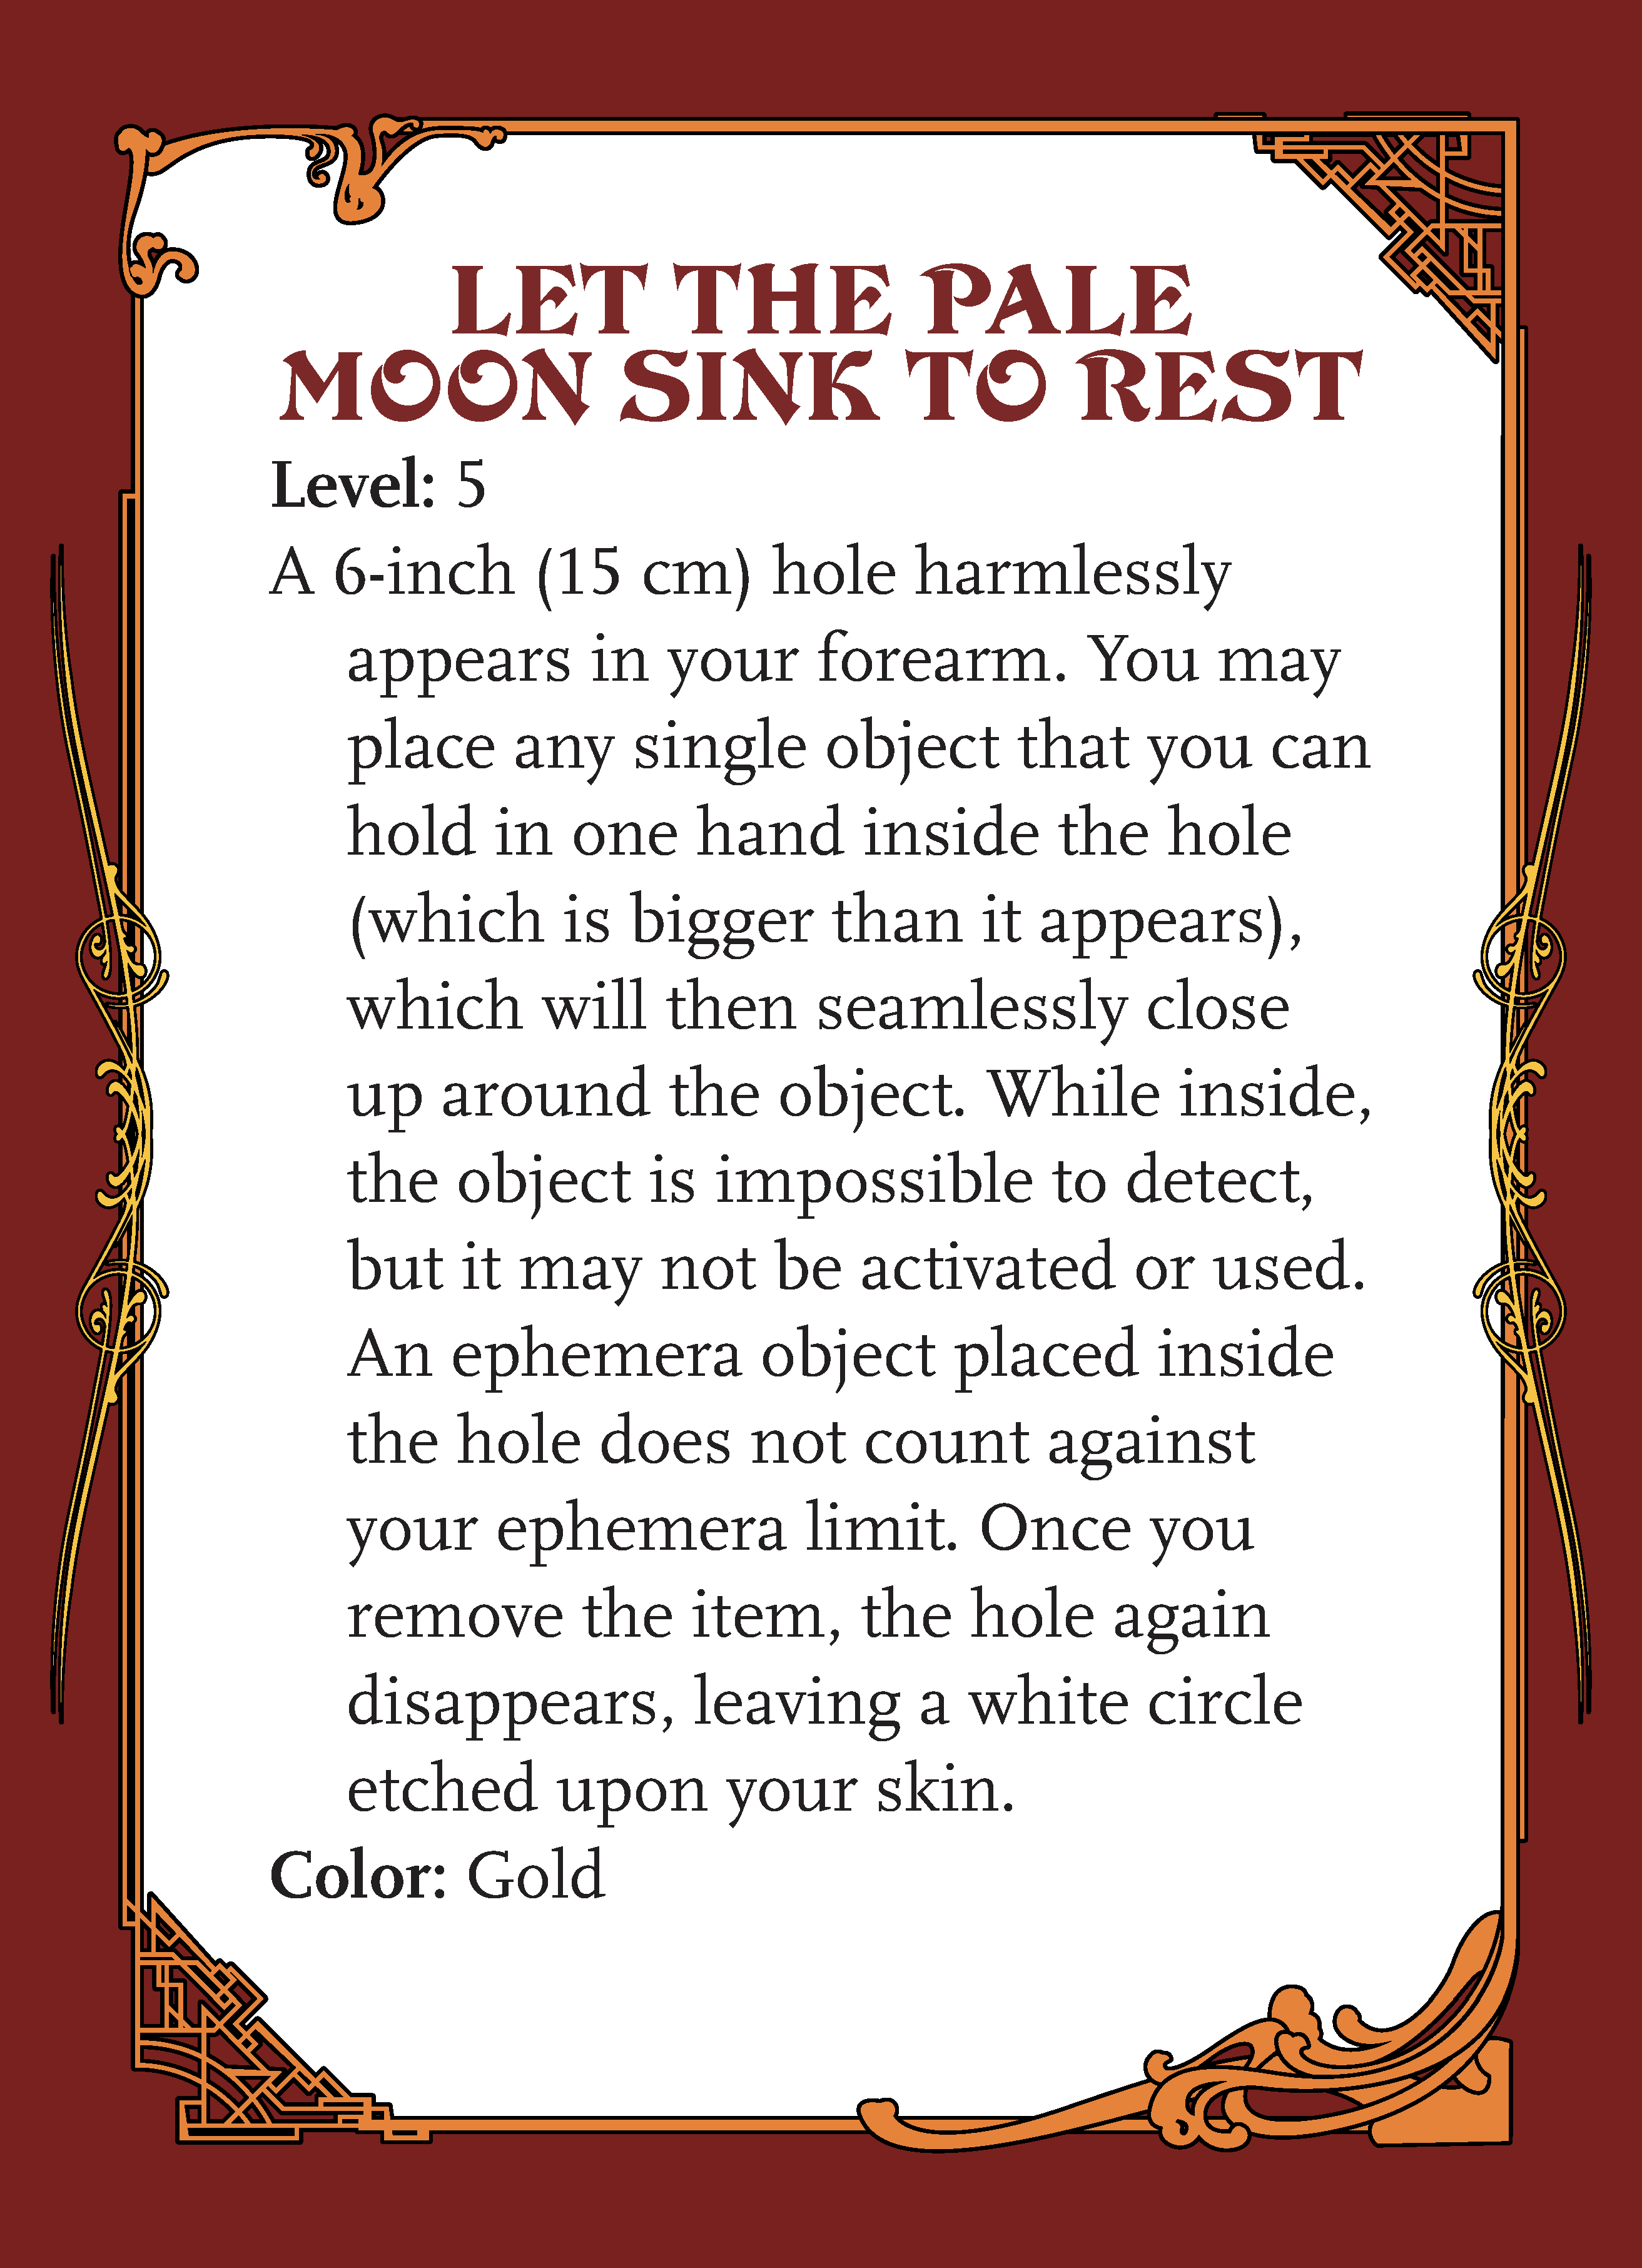 LET THE PALE
MOON SINK TO REST
Level: 5
A 6-inch (15 cm) hole harmlessly
appears in your forearm. You may
place any single object that you can
hold in one hand inside the hole
(which is bigger than it appears),
which will then seamlessly close
up around the object. While inside,
the object is impossible to detect,
but it may not be activated or used.
An ephemera object placed inside
the hole does not count against
your ephemera limit. Once you
remove the item, the hole again
disappears, leaving a white circle
etched upon your skin.
Color: Gold